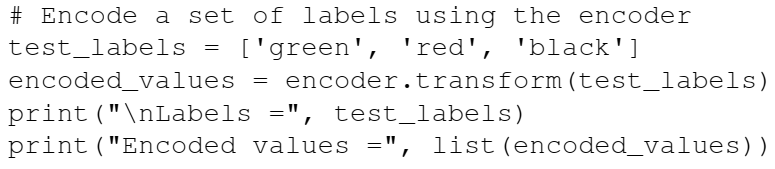 # Encode a set of labels using the encoder
test_labels = ['green', 'red', 'black']
encoded_values = encoder.transform(test_labels)
print("\nLabels =", test_labels)
print("Encoded values =", list(encoded_values))